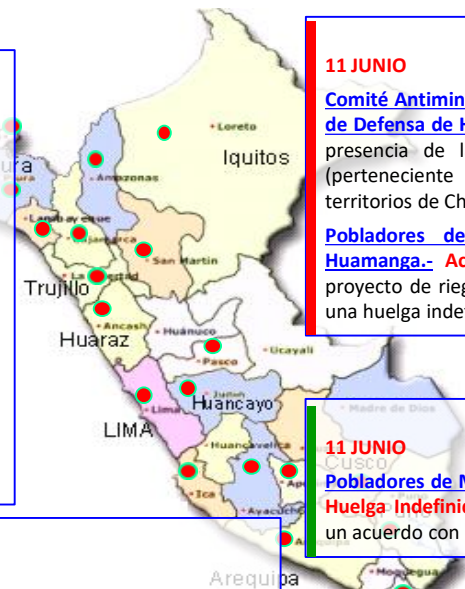 11 JUNIO
Comité Antimin
de Defensa de H
presencia de l
(perteneciente
territorios de Ch
Pobladores de
Huamanga.- Ac
proyecto de rieg
una huelga indef
11 JUNIO
Pobladores de M
Huelga Indefini
un acuerdo con
Loreto
Iquitos
Amazonas
Piura
Lambayeque
Cajamarca
San Martin
La Libertad
Trujillo
Ancash
Huánuco
Huaraz
Pasco
Ucayali
Junín
Huancayo
Lima
LIMA
Madre de Dios
Huancavelica
Cusco
Ica
Ayacucho
Moquegua
Arequipa